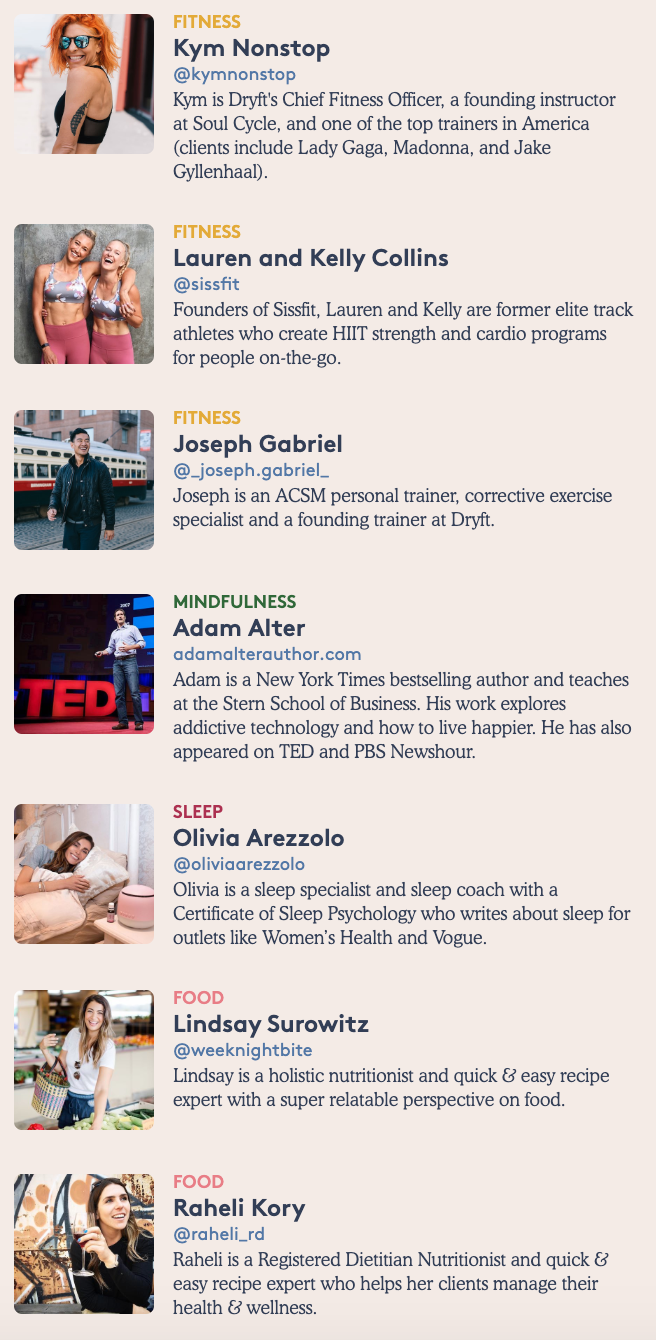 FITNESS
Kym Nonstop
@kymnonstop
Kym is Dryft's Chief Fitness Officer, a founding instructor
at Soul Cycle, and one of the top trainers in America
(clients include Lady Gaga, Madonna, and Jake
Gyllenhaal).
FITNESS
Lauren and Kelly Collins
@sissfit
Founders of Sissfit, Lauren and Kelly are former elite track
athletes who create HIIT strength and cardio programs
for people on-the-go.
FITNESS
Joseph Gabriel
@_joseph.gabriel_
Joseph is an ACSM personal trainer, corrective exercise
specialist and a founding trainer at Dryft.
2007
TED
MINDFULNESS
Adam Alter
adamalterauthor.com
Adam is a New York Times bestselling author and teaches
at the Stern School of Business. His work explores
addictive technology and how to live happier. He has also
appeared on TED and PBS Newshour.
SLEEP
Olivia Arezzolo
@oliviaarezzolo
Olivia is a sleep specialist and sleep coach with a
Certificate of Sleep Psychology who writes about sleep for
outlets like Women’s Health and Vogue.
FOOD
Lindsay Surowitz
@weeknightbite
Lindsay is a holistic nutritionist and quick & easy recipe
expert with a super relatable perspective on food.
FOOD
Raheli Kory
@raheli_rd
Raheli is a Registered Dietitian Nutritionist and quick &
easy recipe expert who helps her clients manage their
health & wellness.